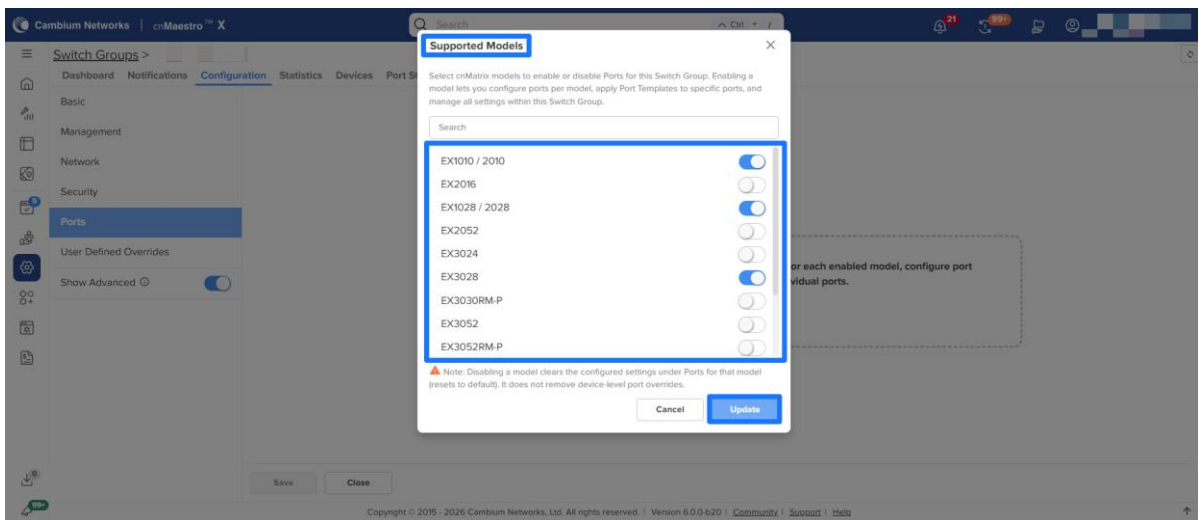 Cambium Networks | cnMaestro™ X
Search
Ctrl + /
21
99+
Switch Groups >
Dashboard Notifications Configuration Statistics Devices Port S
Basic
Management
Network
Security
Ports
User Defined Overrides
Show Advanced
5
Supported Models
Select cnMatrix models to enable or disable Ports for this Switch Group. Enabling a
model lets you configure ports per model, apply Port Templates to specific ports, and
manage all settings within this Switch Group.
Search
EX1010 / 2010
EX2016
EX1028 / 2028
EX2052
EX3024
EX3028
EX3030RM-P
EX3052
EX3052RM-P
or each enabled model, configure port
vidual ports.
Note: Disabling a model clears the configured settings under Ports for that model
(resets to default). It does not remove device-level port overrides.
Cancel Update
Save Close
0
99+
Copyright © 2015 - 2026 Cambium Networks, Ltd. All rights reserved. | Version 6.0.0-b20 | Community | Support | Help